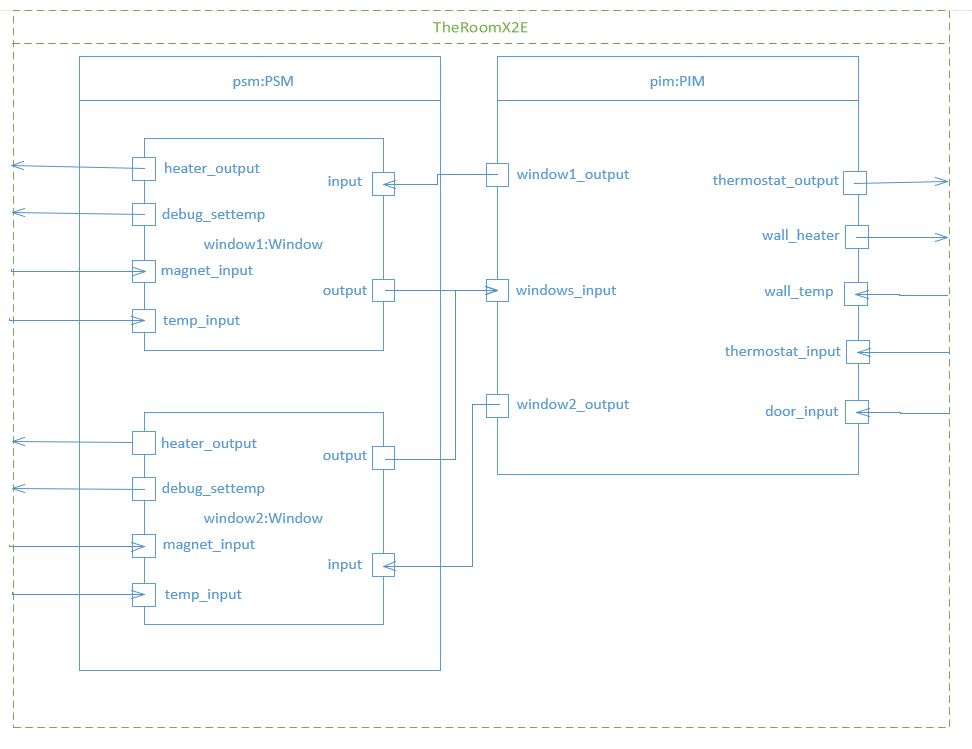 TheRoomX2E
psm:PSM
heater_output
input
debug_settemp
window1:Window
magnet_input
output
temp_input
heater_output
output
debug_settemp
window2:Window
magnet_input
input
temp_input
pim:PIM
window1_output
thermostat_output
wall_heater
windows_input
wall_temp
thermostat_input
window2_output
door_input